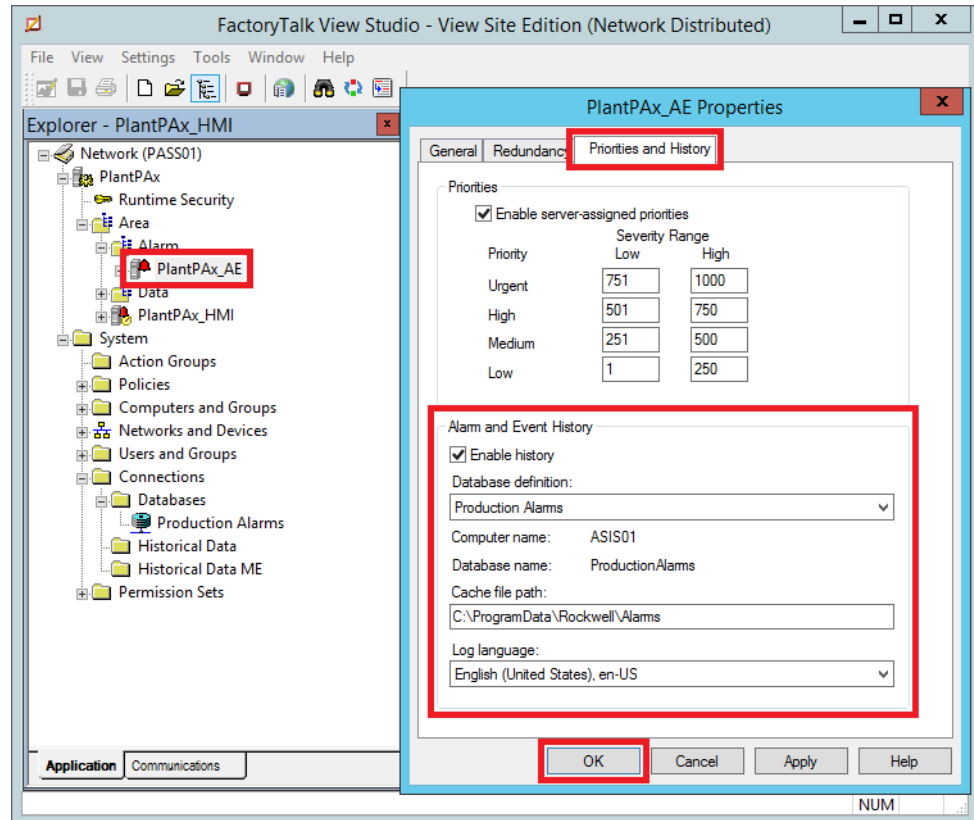 FactoryTalk View Studio - View Site Edition (Network Distributed)
File View Settings Tools Window Help
Explorer - PlantPAx_HMI
Network (PASS01)
PlantPAx
Runtime Security
Area
Alarm
PlantPAx_AE
Data
PlantPAx_HMI
System
Action Groups
Policies
Computers and Groups
Networks and Devices
Users and Groups
Connections
Databases
Production Alarms
Historical Data
Historical Data ME
Permission Sets
Application Communications
PlantPAx_AE Properties
General Redundancy Priorities and History
Priorities
Enable server-assigned priorities
Severity Range
Priority Low High
Urgent 751 1000
High 501 750
Medium 251 500
Low 1 250
Alarm and Event History
Enable history
Database definition:
Production Alarms
Computer name: ASIS01
Database name: ProductionAlarms
Cache file path:
C:\ProgramData\Rockwell\Alarms
Log language:
English (United States), en-US
OK Cancel Apply Help
NUM